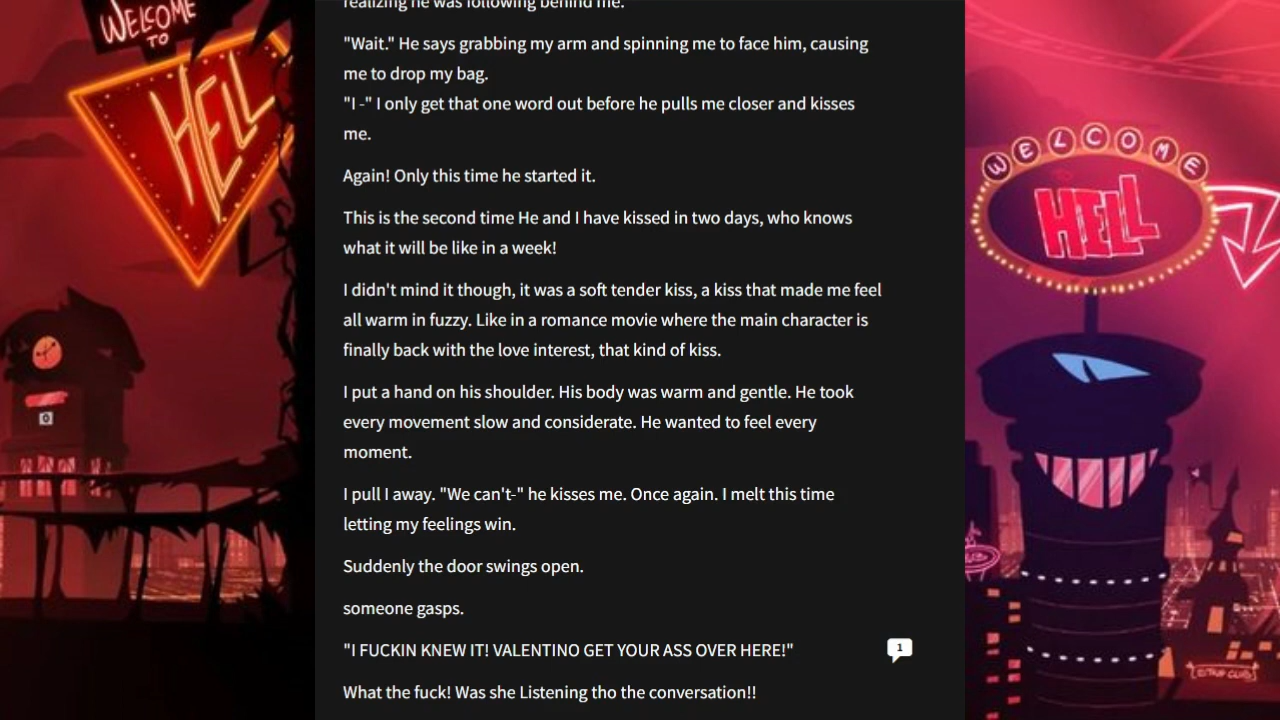 WELCOME
TO
HELL
realizing he was following behind me.
"Wait." He says grabbing my arm and spinning me to face him, causing
me to drop my bag.
"I -" I only get that one word out before he pulls me closer and kisses
me.
Again! Only this time he started it.
This is the second time He and I have kissed in two days, who knows
what it will be like in a week!
I didn't mind it though, it was a soft tender kiss, a kiss that made me feel
all warm in fuzzy. Like in a romance movie where the main character is
finally back with the love interest, that kind of kiss.
I put a hand on his shoulder. His body was warm and gentle. He took
every movement slow and considerate. He wanted to feel every
moment.
I pull I away. "We can't-" he kisses me. Once again. I melt this time
letting my feelings win.
Suddenly the door swings open.
someone gasps.
"I FUCKIN KNEW IT! VALENTINO GET YOUR ASS OVER HERE!"
1
What the fuck! Was she Listening tho the conversation!!
WELCOME
TO
HELL